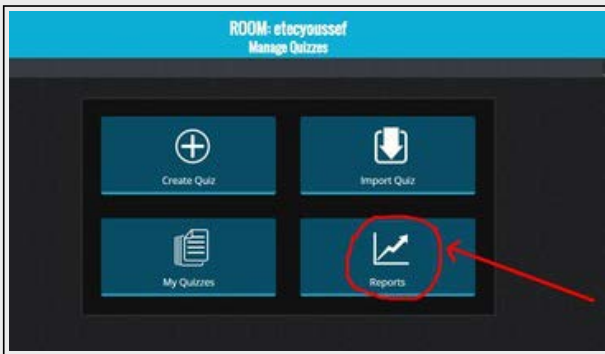 ROOM: etecyoussef
Manage Quizzes
Create Quiz
Import Quiz
My Quizzes
Reports